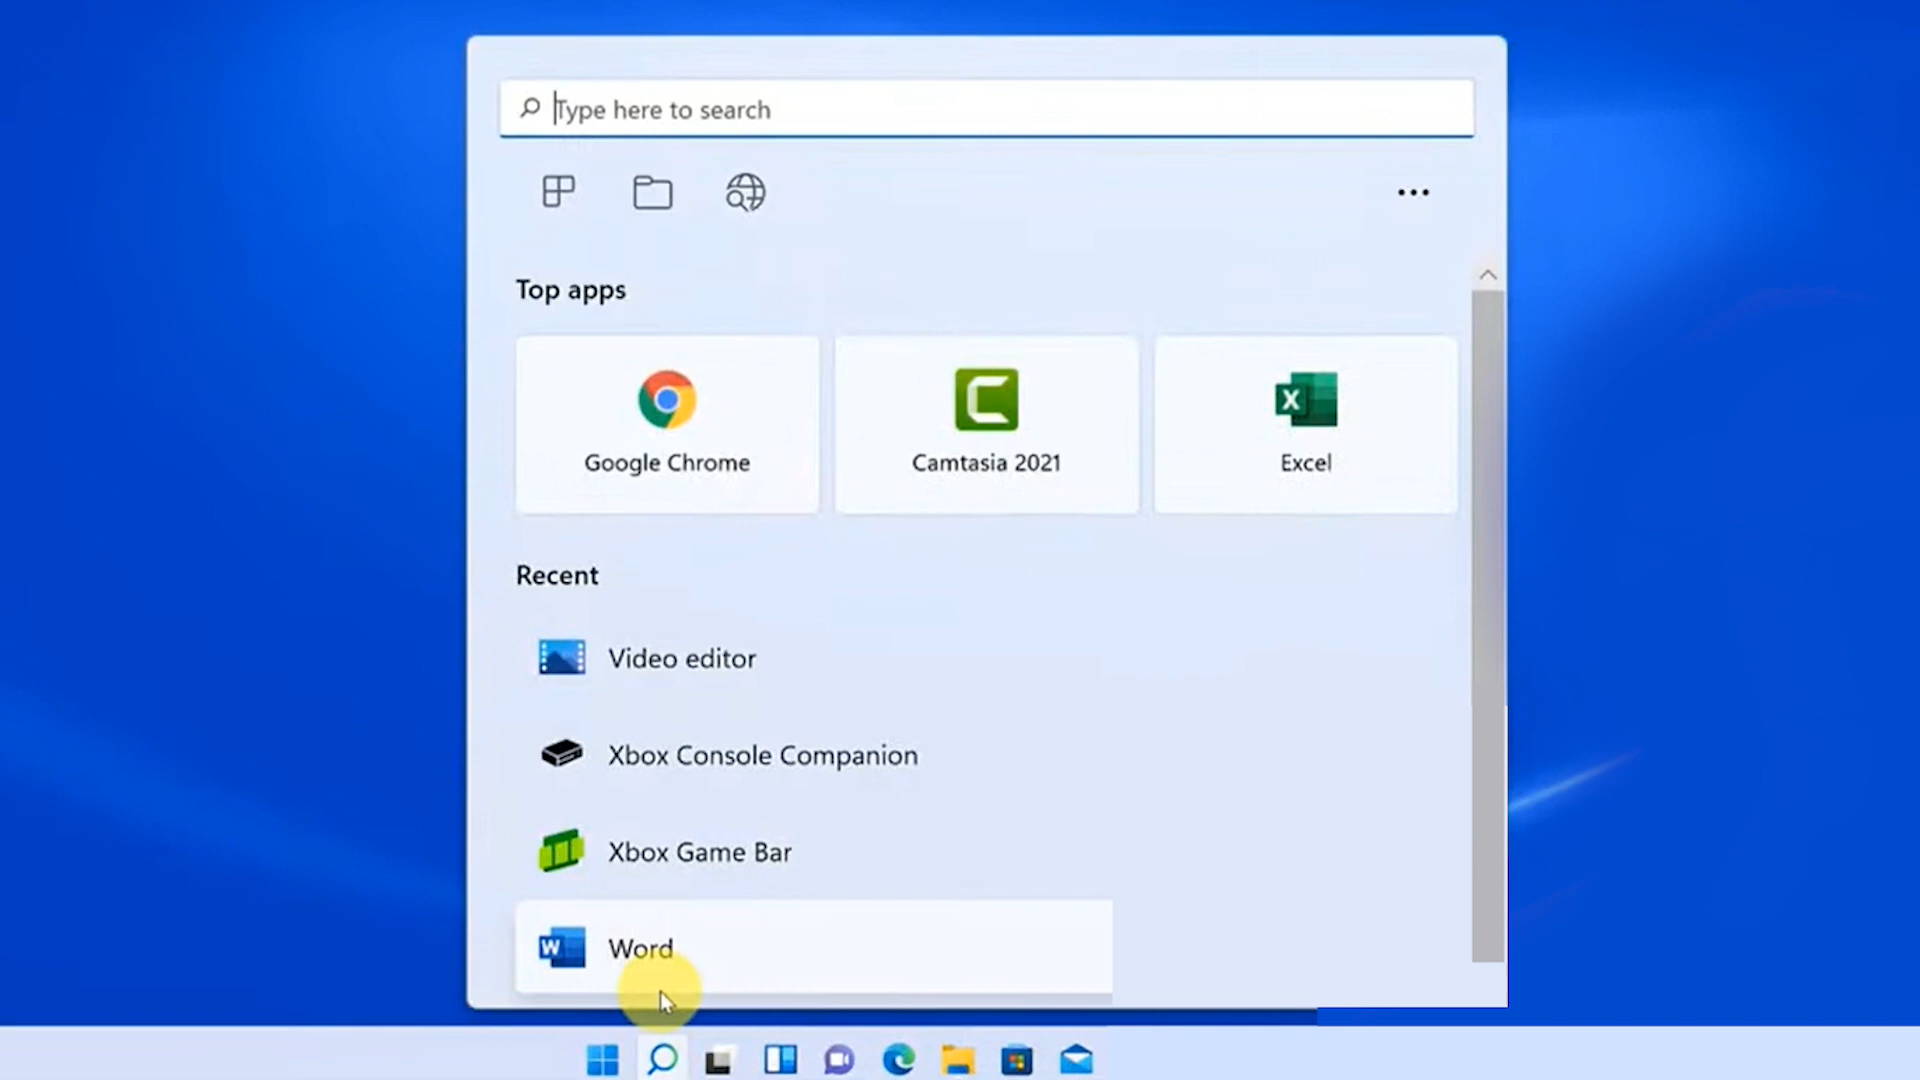 Type here to search
Top apps
Google Chrome
Camtasia 2021
Excel
Recent
Video editor
Xbox Console Companion
Xbox Game Bar
Word